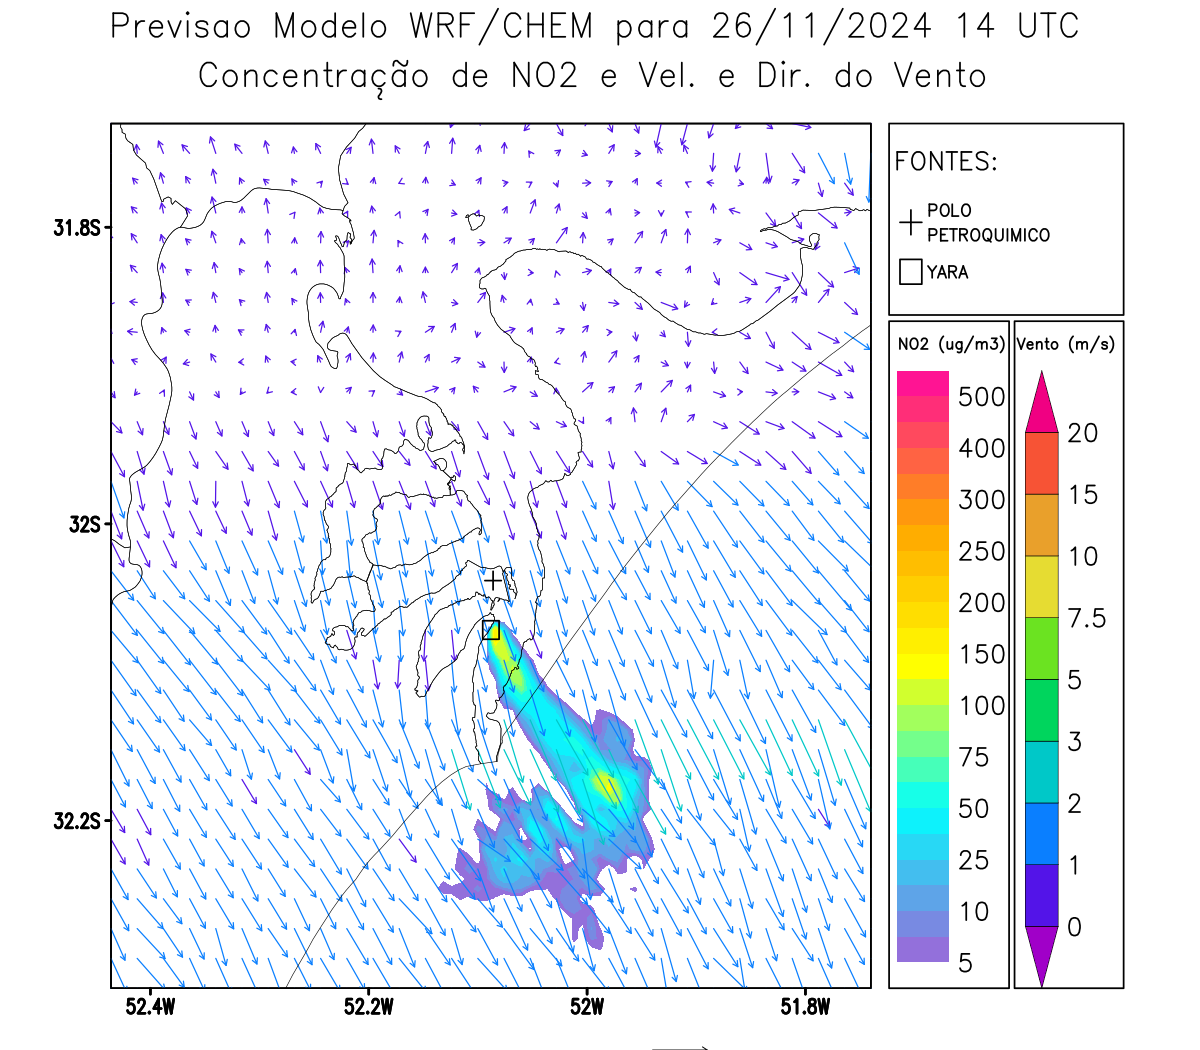 Previsao Modelo WRF/CHEM para 26/11/2024 14 UTC
Concentração de NO2 e Vel. e Dir. do Vento
FONTES:
POLO
PETROQUIMICO
YARA
31.8S
32S
32.2S
52.4W
52.2W
52W
51.8W
NO2 (ug/m3)
500
400
300
250
200
150
100
75
50
25
10
5
Vento (m/s)
20
15
10
7.5
5
3
2
1
0